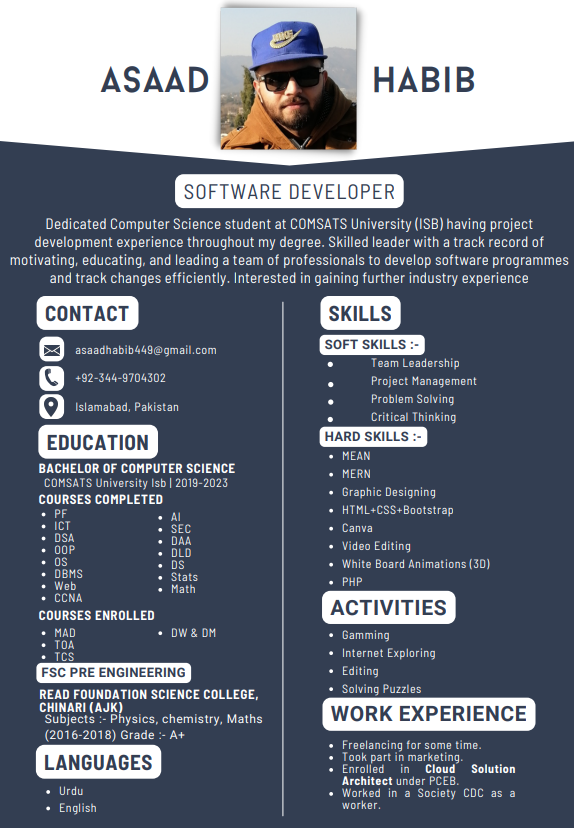 ASAAD
HABIB
SOFTWARE DEVELOPER
Dedicated Computer Science student at COMSATS University (ISB) having project
development experience throughout my degree. Skilled leader with a track record of
motivating, educating, and leading a team of professionals to develop software programmes
and track changes efficiently. Interested in gaining further industry experience
CONTACT
asaadhabib449@gmail.com
+92-344-9704302
Islamabad, Pakistan
EDUCATION
BACHELOR OF COMPUTER SCIENCE
COMSATS University Isb | 2019-2023
COURSES COMPLETED
PF
ICT
DSA
OOP
OS
DBMS
Web
CCNA
AI
SEC
DAA
DLD
DS
Stats
Math
COURSES ENROLLED
MAD
TOA
TCS
DW & DM
FSC PRE ENGINEERING
READ FOUNDATION SCIENCE COLLEGE,
CHINARI (AJK)
Subjects :- Physics, chemistry, Maths
(2016-2018) Grade :- A+
LANGUAGES
Urdu
English
SKILLS
SOFT SKILLS :-
Team Leadership
Project Management
Problem Solving
Critical Thinking
HARD SKILLS :-
MEAN
MERN
Graphic Designing
HTML+CSS+Bootstrap
Canva
Video Editing
White Board Animations (3D)
PHP
ACTIVITIES
Gamming
Internet Exploring
Editing
Solving Puzzles
WORK EXPERIENCE
Freelancing for some time.
Took part in marketing.
Enrolled in Cloud Solution
Architect under PCEB.
Worked in a Society CDC as a
worker.